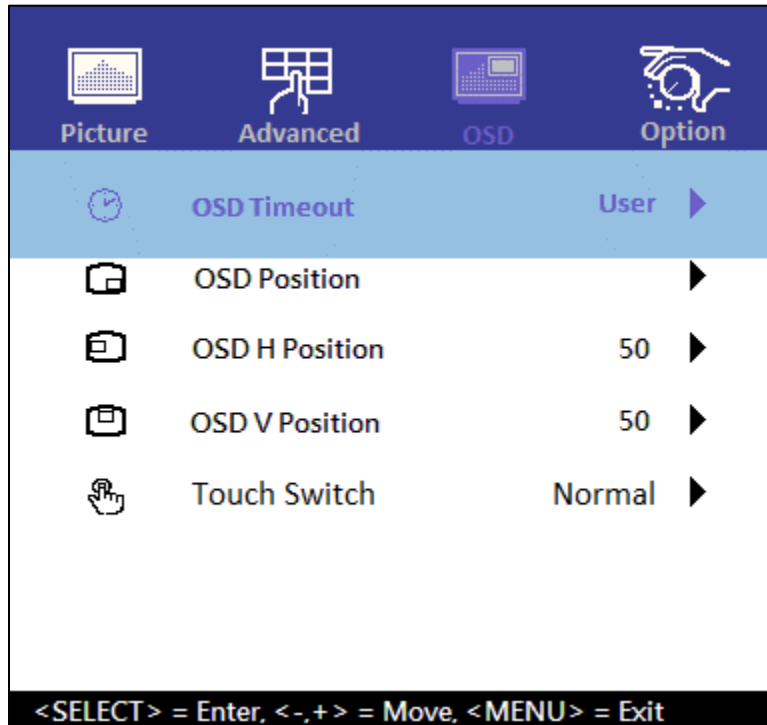 Picture Advanced OSD Option
OSD Timeout User
OSD Position
OSD H Position 50
OSD V Position 50
Touch Switch Normal
<SELECT> = Enter, <-,+> = Move, <MENU> = Exit